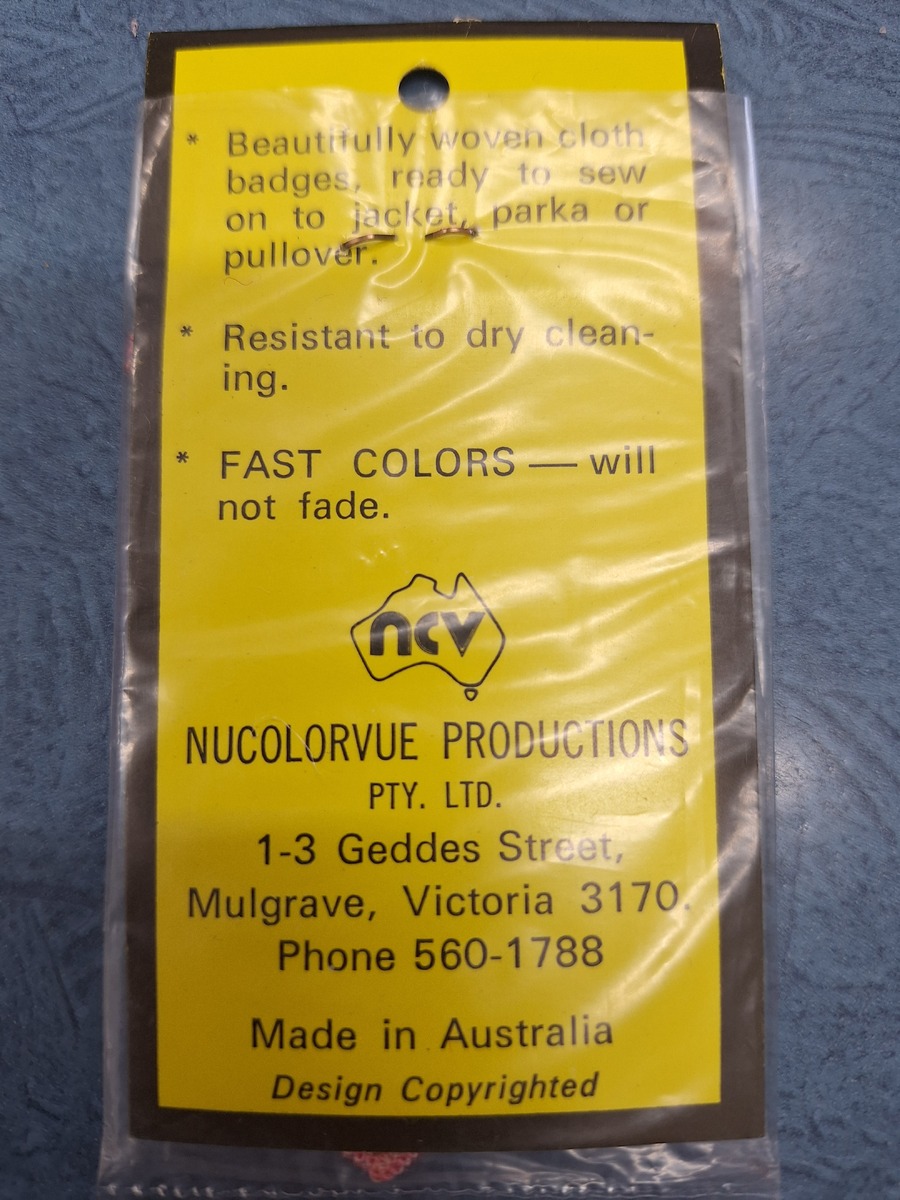 * Beautifully woven cloth
badges, ready to sew
on to jacket, parka or
pullover.
* Resistant to dry clean-
ing.
* FAST COLORS — will
not fade.
ncv
NUCOLORVUE PRODUCTIONS
PTY. LTD.
1-3 Geddes Street,
Mulgrave, Victoria 3170.
Phone 560-1788
Made in Australia
Design Copyrighted